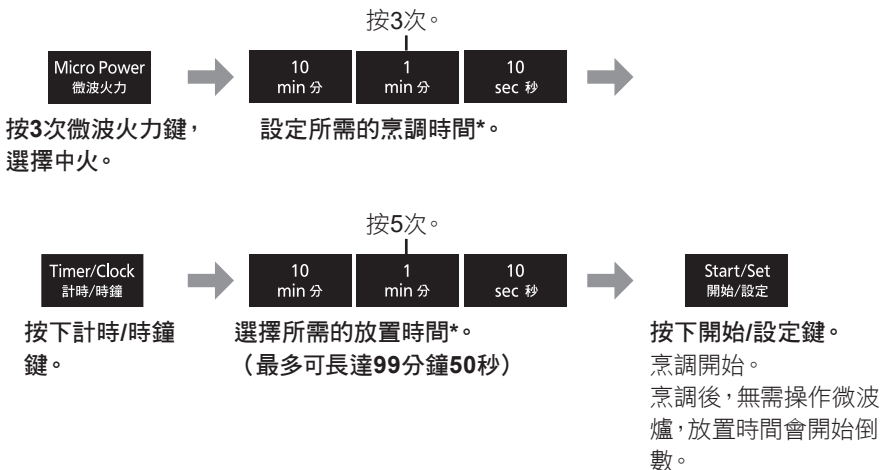 按3次。
Micro Power
微波火力
10
min 分
1
min 分
10
sec 秒
按3次微波火力鍵，
選擇中火。
設定所需的烹調時間*。
按5次。
Timer/Clock
計時/時鐘
10
min 分
1
min 分
10
sec 秒
Start/Set
開始/設定
按下計時/時鐘
鍵。
選擇所需的放置時間*。
（最多可長達99分鐘50秒）
按下開始/設定鍵。
烹調開始。
烹調後，無需操作微波
爐，放置時間會開始倒
數。